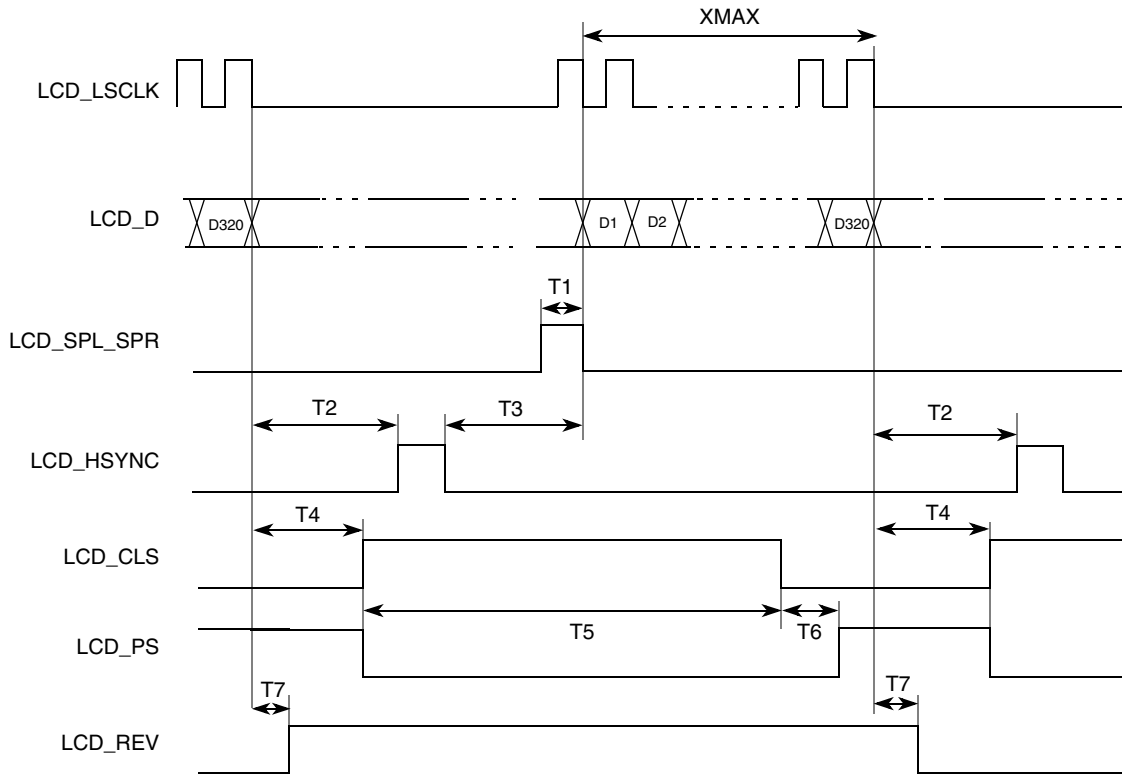 XMAX
LCD_LSCLK
LCD_D
D320
D1
D2
D320
T1
LCD_SPL_SPR
T2
T3
T2
LCD_HSYNC
T4
T4
LCD_CLS
T5
T6
LCD_PS
T7
T7
LCD_REV